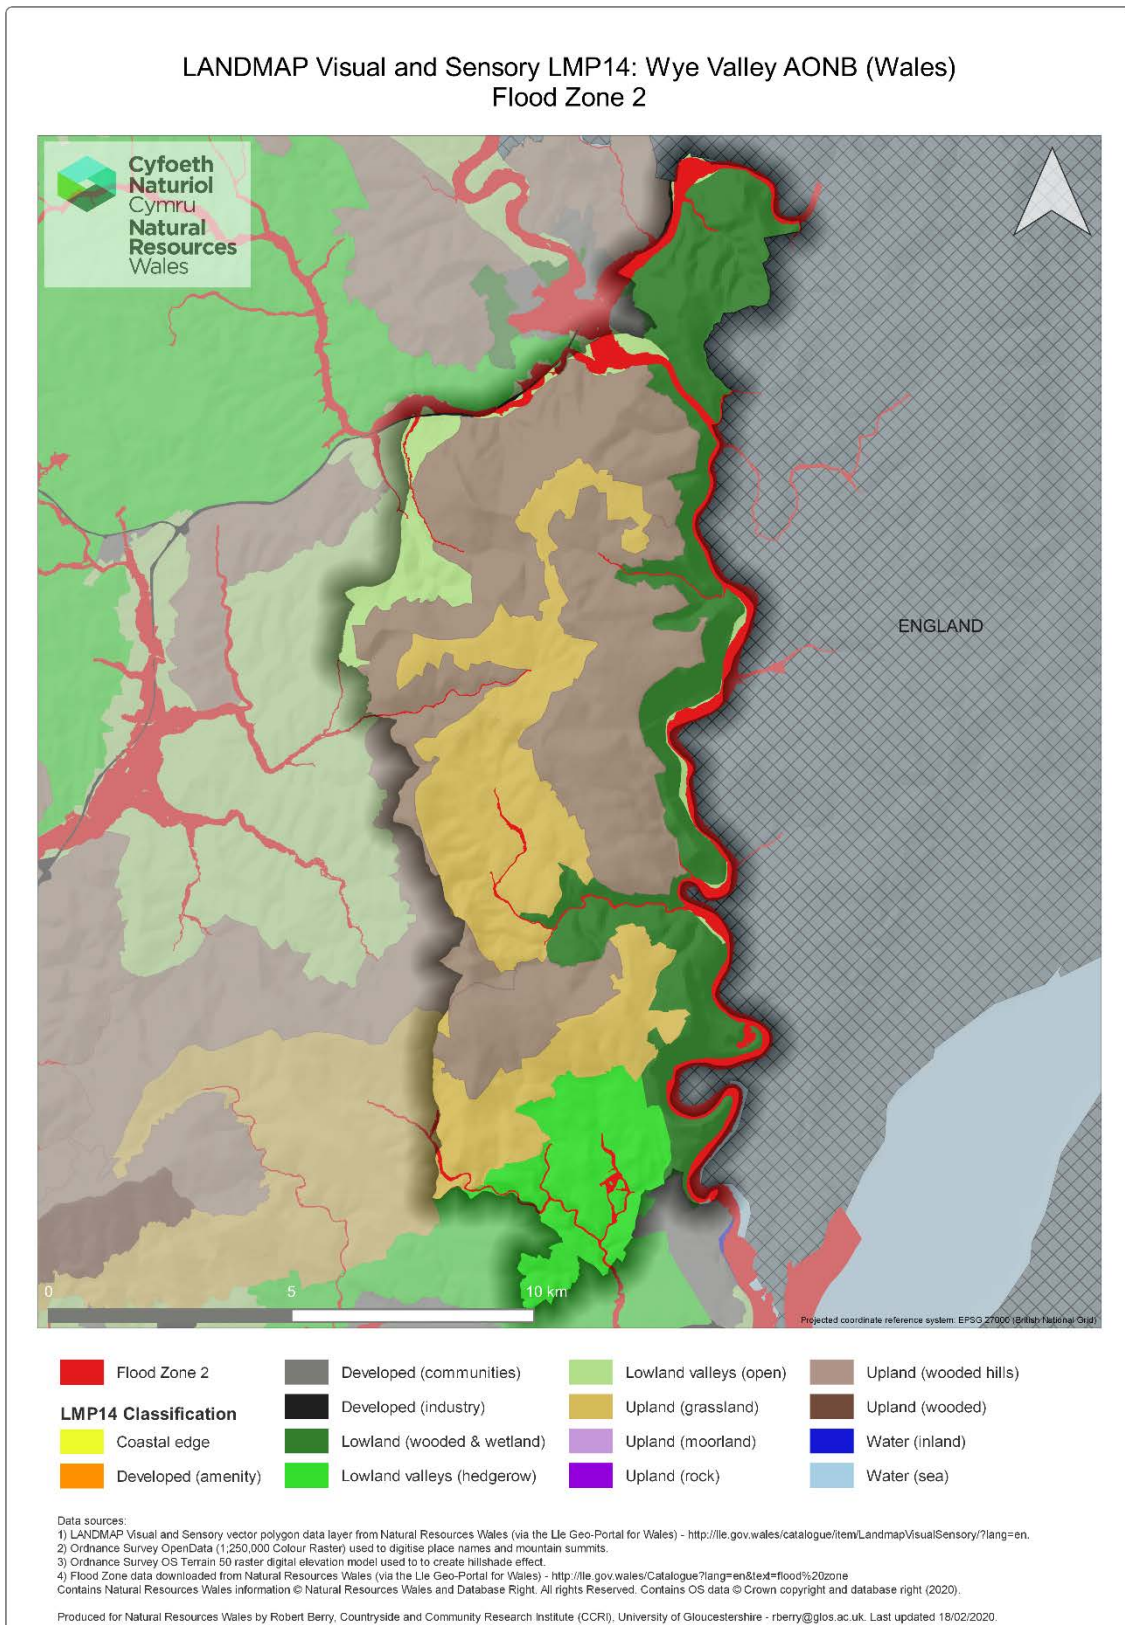 LANDMAP Visual and Sensory LMP14: Wye Valley AONB (Wales)
Flood Zone 2
Cyfoeth
Naturiol
Cymru
Natural
Resources
Wales
ENGLAND
0 5 10 km
Projected coordinate reference system: EPSG 27000 (British National Grid)
Flood Zone 2
LMP14 Classification
Coastal edge
Developed (amenity)
Developed (communities)
Developed (industry)
Lowland (wooded & wetland)
Lowland valleys (hedgerow)
Lowland valleys (open)
Upland (grassland)
Upland (moorland)
Upland (rock)
Upland (wooded hills)
Upland (wooded)
Water (inland)
Water (sea)
Data sources:
1) LANDMAP Visual and Sensory vector polygon data layer from Natural Resources Wales (via the Lle Geo-Portal for Wales) - http://lle.gov.wales/catalogue/item/LandmapVisualSensory/?lang=en.
2) Ordnance Survey OpenData (1;250,000 Colour Raster) used to digitise place names and mountain summits.
3) Ordnance Survey OS Terrain 50 raster digital elevation model used to to create hillshade effect.
4) Flood Zone data downloaded from Natural Resources Wales (via the Lle Geo-Portal for Wales) - http://lle.gov.wales/Catalogue?lang=en&text=flood%20zone
Contains Natural Resources Wales information © Natural Resources Wales and Database Right. All rights Reserved. Contains OS data © Crown copyright and database right (2020).
Produced for Natural Resources Wales by Robert Berry, Countryside and Community Research Institute (CCRI), University of Gloucestershire - rberry@glos.ac.uk. Last updated 18/02/2020.